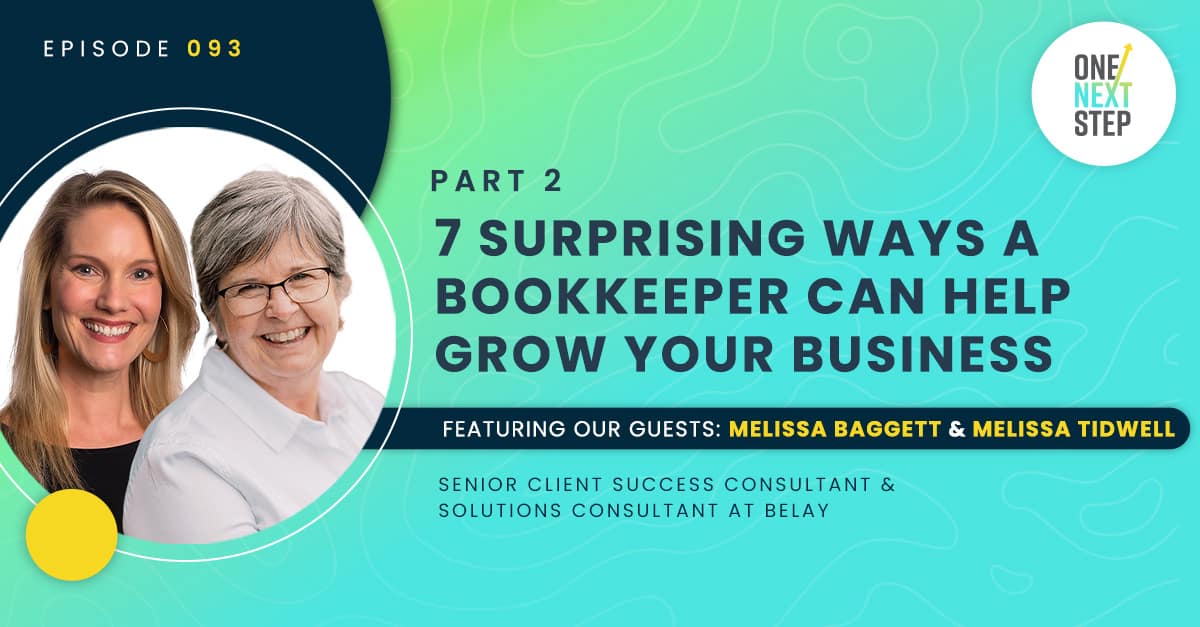 EPISODE 093
ONE
NEXT
STEP
PART 2
7 SURPRISING WAYS A
BOOKKEEPER CAN HELP
GROW YOUR BUSINESS
FEATURING OUR GUESTS: MELISSA BAGGETT & MELISSA TIDWELL
SENIOR CLIENT SUCCESS CONSULTANT &
SOLUTIONS CONSULTANT AT BELAY